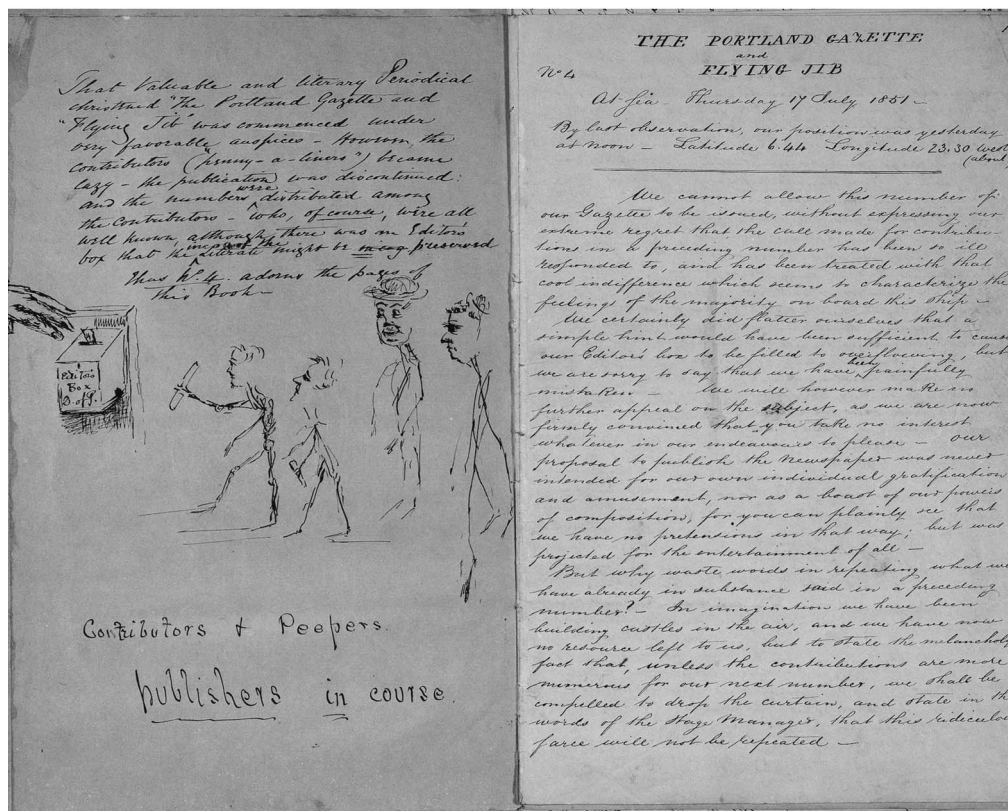 That Valuable and literary Periodical
christened "The Portland Gazette and
"Flying Jib" was commenced under
very favorable auspices - However, the
contributors ("penny-a-liners") became
lazy - the publication was discontinued:
and the numbers were distributed among
the Contributors - who, of course, were all
well known, although there was an Editor's
box that the incog of the literati might be preserved
Thus No. 4. adorns the pages of
this Book -
Editor's
Box
THE PORTLAND GAZETTE
and
FLYING JIB
No 4
At Sea - Thursday 17 July 1851 -
By last observation, our position was yesterday
at noon - Latitude 6.44 Longitude 23.30 West
(about
We cannot allow this number of
our Gazette to be issued, without expressing our
extreme regret that the call made for contribu-
tions in a preceding number has been so ill
responded to, and has been treated with that
cool indifference which seems to characterize the
feelings of the majority on board this ship -
We certainly did flatter ourselves that a
simple hint would have been sufficient to cause
our Editor's box to be filled to overflowing, but
we are sorry to say that we have been painfully
mistaken - We will however make no
further appeal on the subject, as we are now
firmly convinced that you take no interest
whatever in our endeavours to please - Our
proposal to publish the Newspaper was never
intended for our own individual gratification
and amusement, nor as a boast of our powers
of composition, for you can plainly see that
we have no pretensions in that way; but was
projected for the entertainment of all -
But why waste words in repeating what we
have already in substance said in a preceding
number? In imagination we have been
building castles in the air, and we have now
no resource left to us, but to state the melancholy
fact that, unless the contributions are more
numerous for our next number, we shall be
compelled to drop the curtain, and state in the
words of the Stage Manager, that this ridiculous
farce will not be repeated -
Contributors & Peepers.
publishers in course.